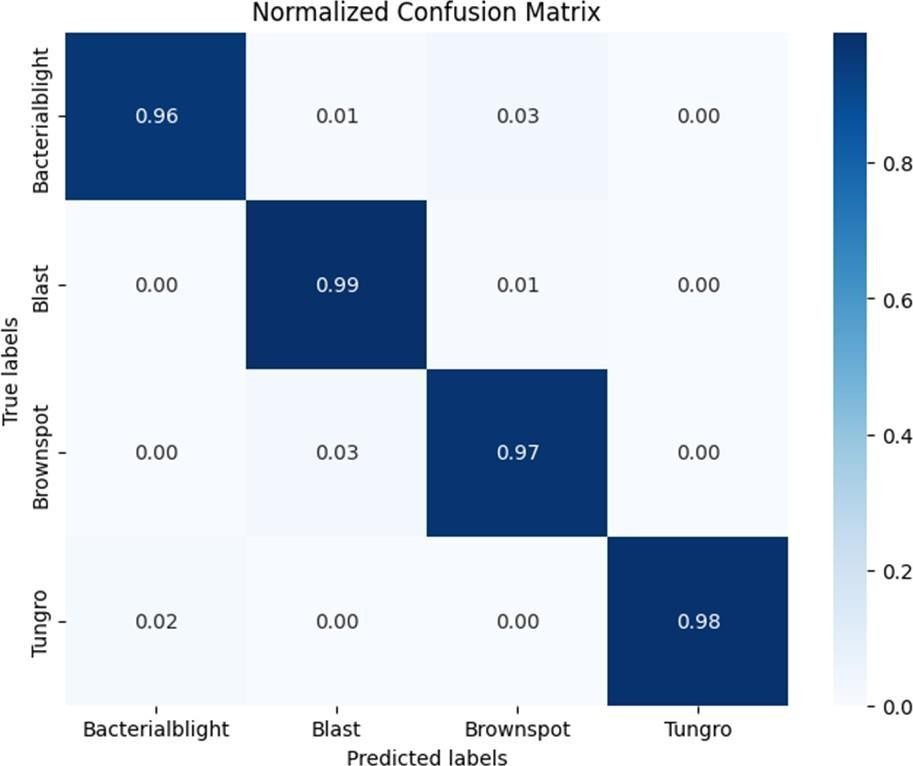 Normalized Confusion Matrix
Bacterialblight
0.96 0.01 0.03 0.00
0.8
Blast
0.00 0.99 0.01 0.00
0.6
True labels
0.4
Brownspot
0.00 0.03 0.97 0.00
0.2
Tungro
0.02 0.00 0.00 0.98
0.0
Bacterialblight Blast Brownspot Tungro
Predicted labels